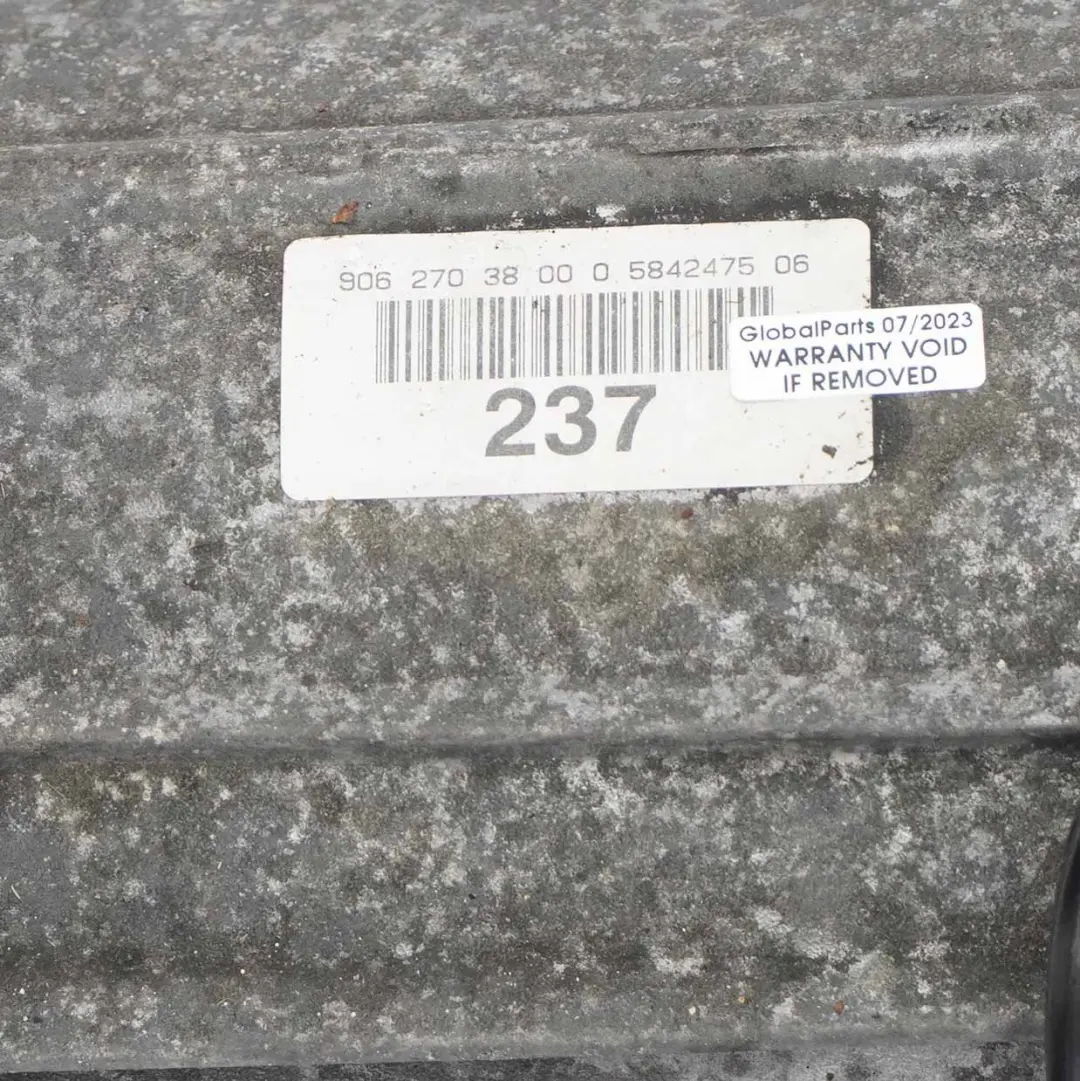 906 270 38 00 0 5842475 06
237
GlobalParts 07/2023
WARRANTY VOID
IF REMOVED